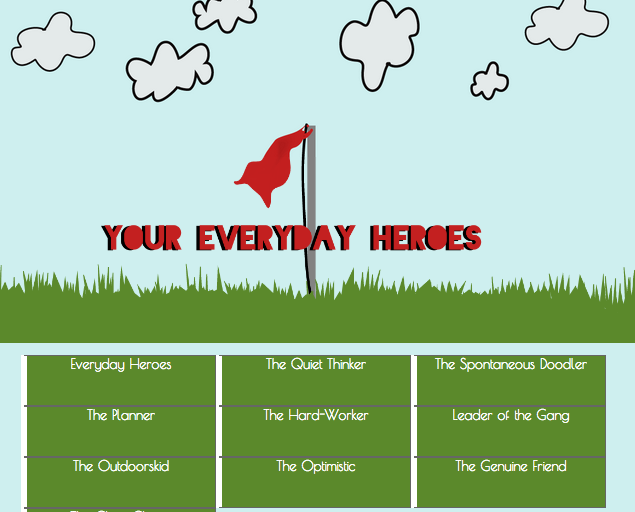 YOUR EVERYDAY HEROES
Everyday Heroes
The Quiet Thinker
The Spontaneous Doodler
The Planner
The Hard-Worker
Leader of the Gang
The Outdoorskid
The Optimistic
The Genuine Friend